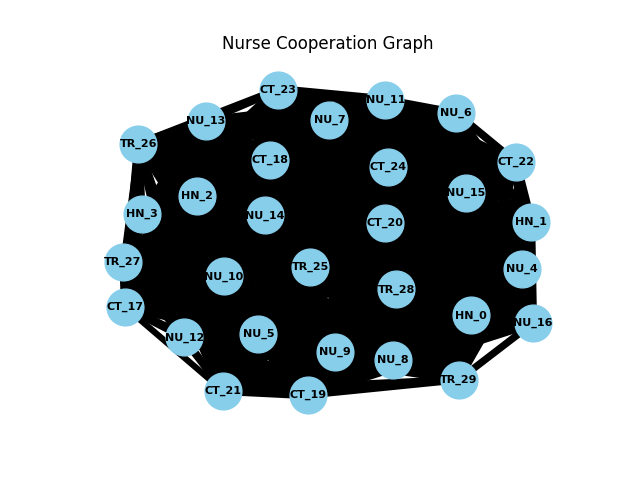 Nurse Cooperation Graph
CT_23
NU_11
NU_6
NU_13
NU_7
TR_26
CT_18
CT_24
CT_22
NU_15
HN_2
HN_3
NU_14
CT_20
HN_1
TR_27
NU_10
TR_25
NU_4
TR_28
CT_17
HN_0
NU_16
NU_12
NU_5
NU_9
NU_8
TR_29
CT_21
CT_19